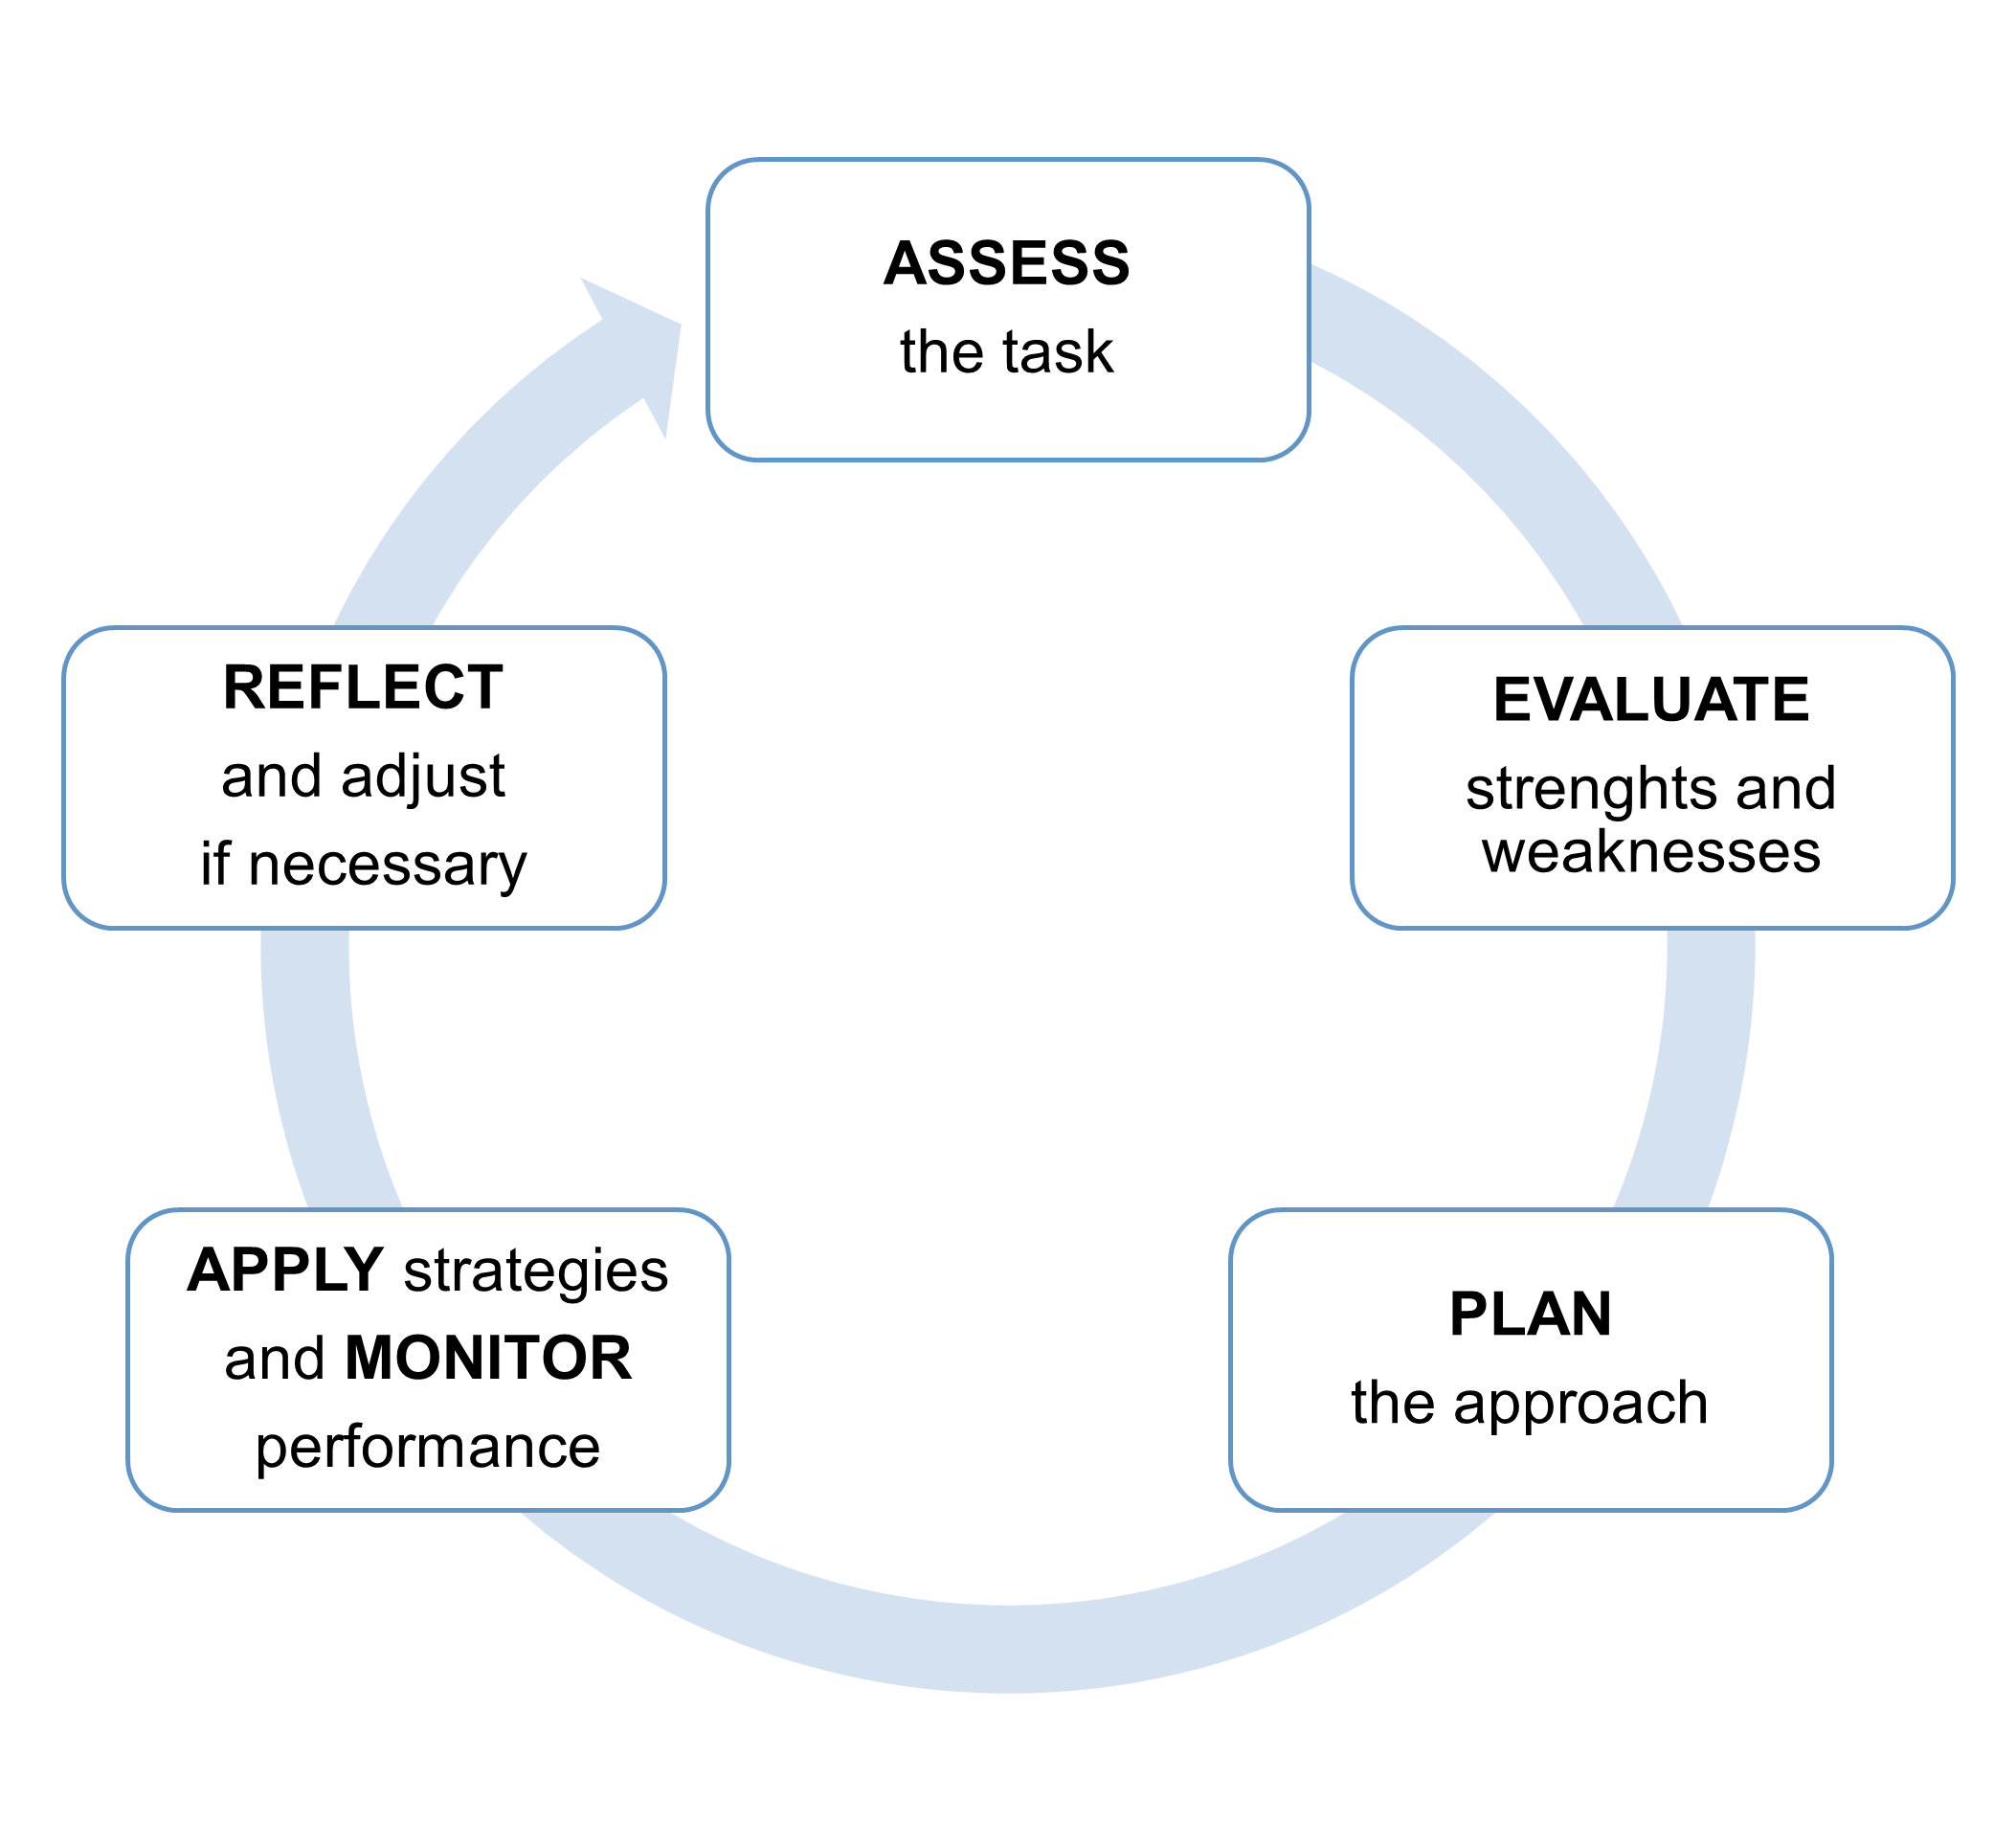 ASSESS
the task
EVALUATE
strenghts and
weaknesses
PLAN
the approach
APPLY strategies
and MONITOR
performance
REFLECT
and adjust
if necessary